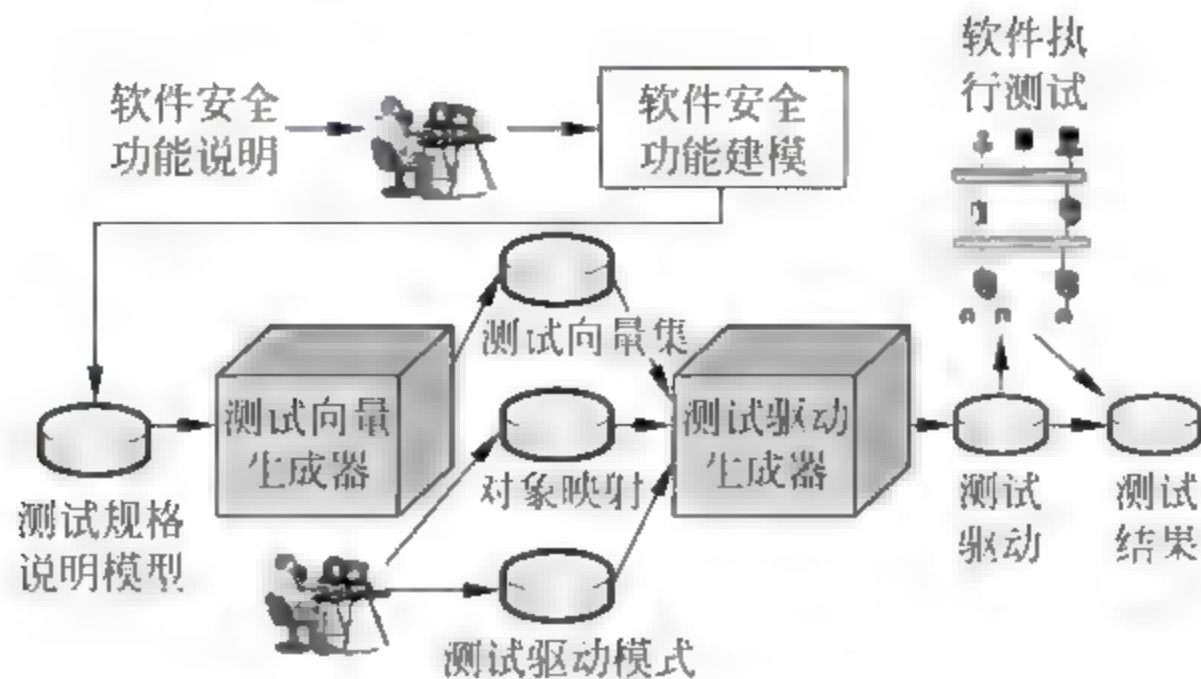 软件执
行测试
软件安全
功能说明
软件安全
功能建模
测试向量集
测试向量
生成器
测试驱动
生成器
对象映射
测试规格
说明模型
测试
驱动
测试
结果
测试驱动模式